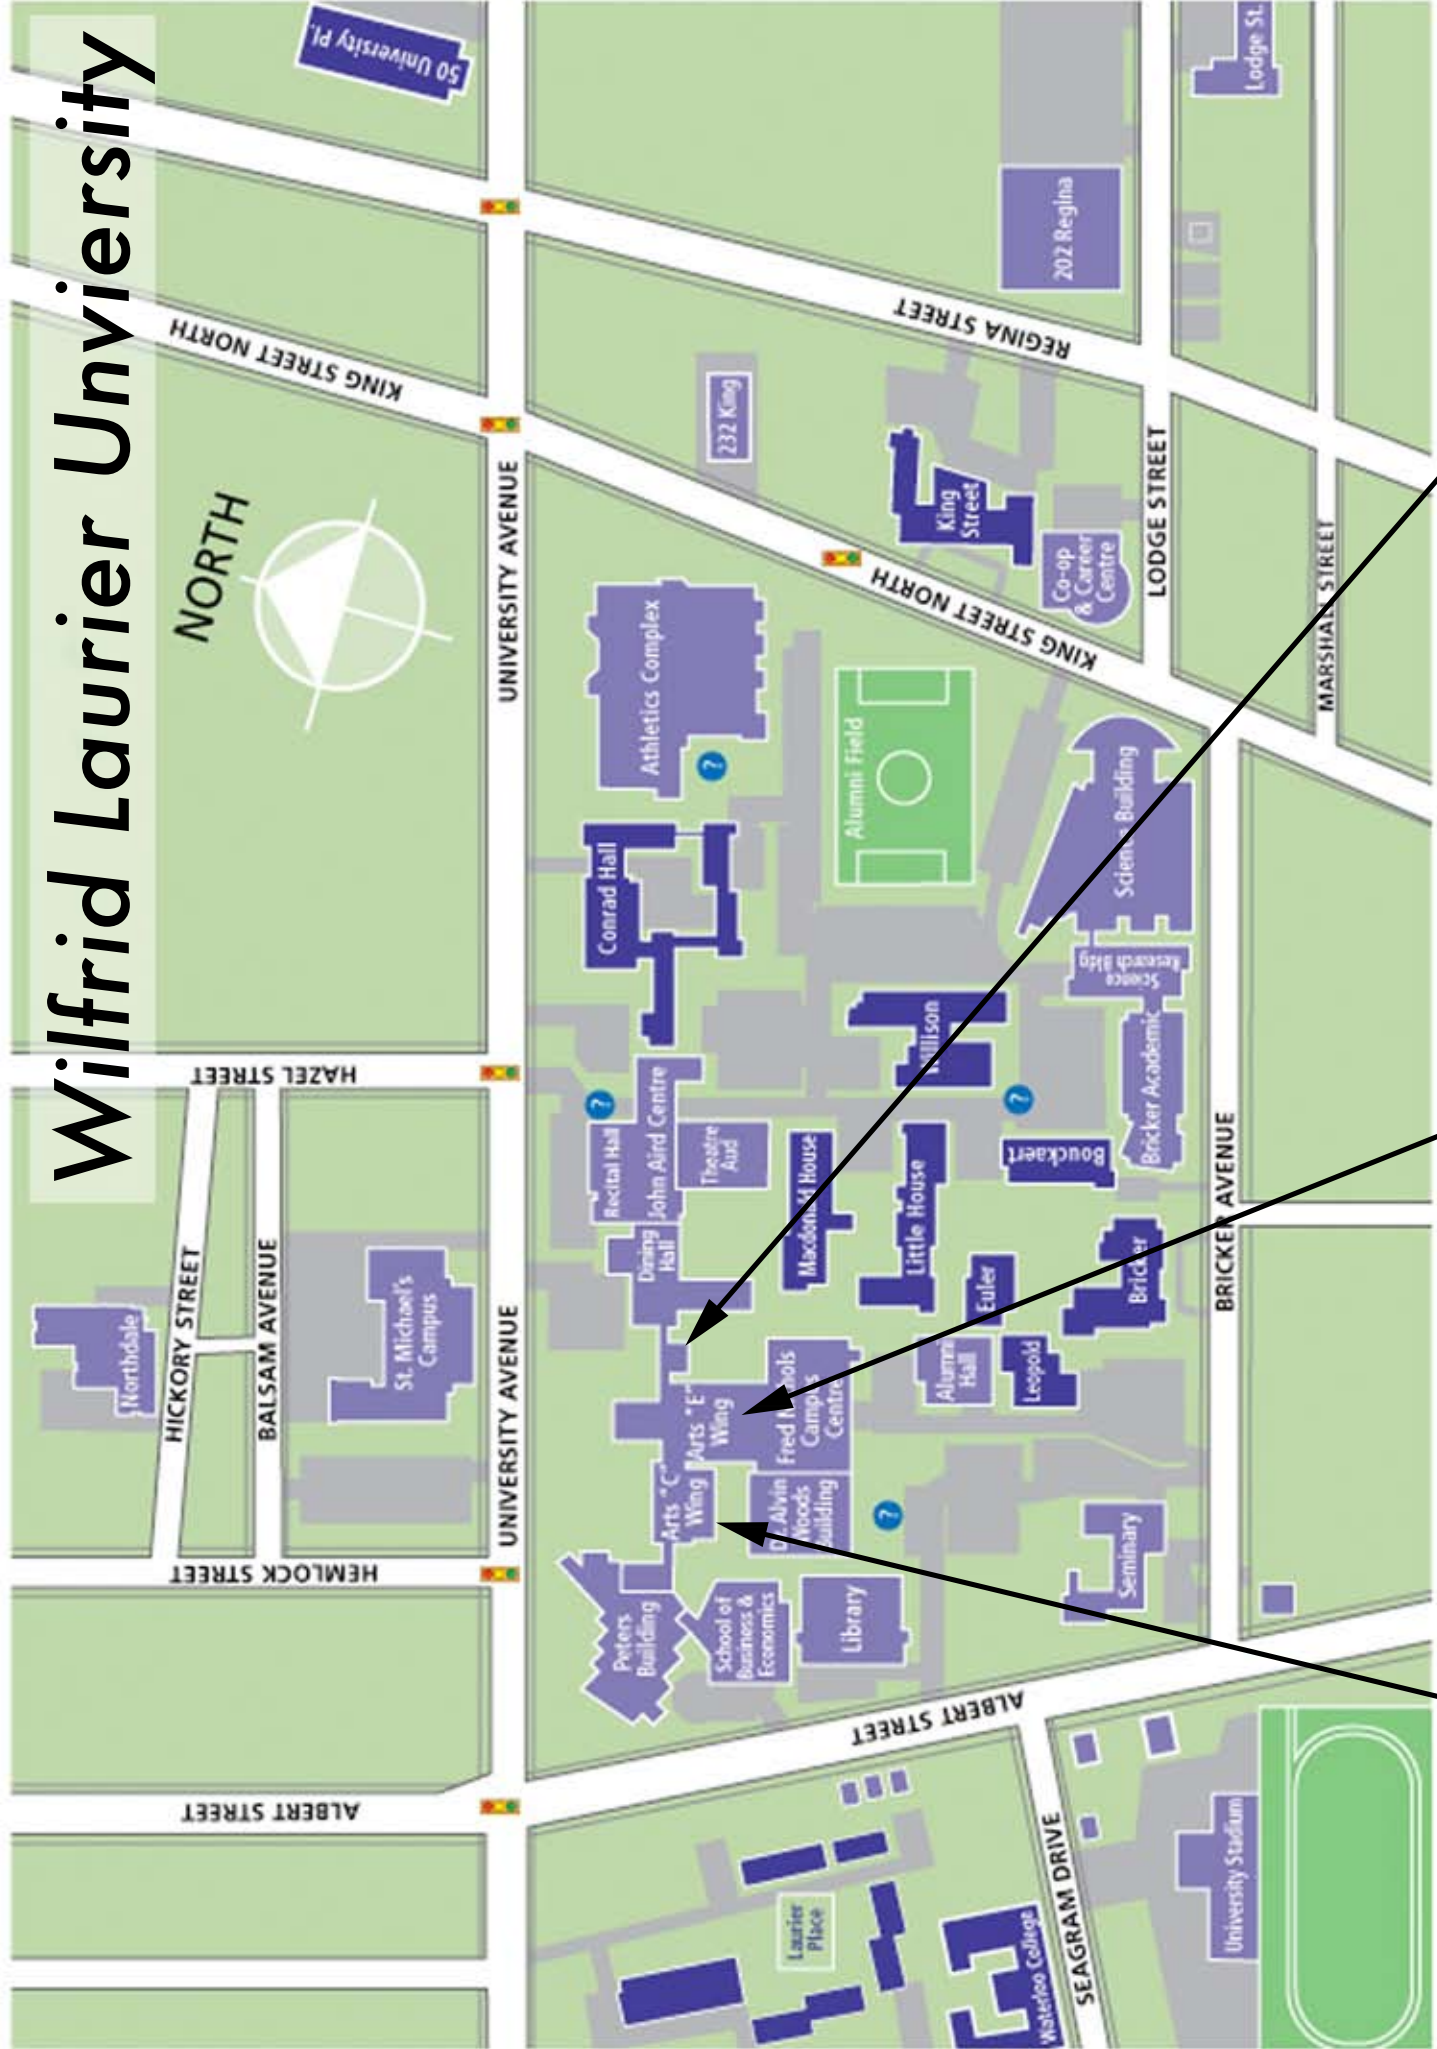 Wilfrid Laurier Unviersity
NORTH
50 University Pl.
KING STREET NORTH
UNIVERSITY AVENUE
HAZEL STREET
HICKORY STREET
BALSAM AVENUE
Northdale
St. Michael's
Campus
UNIVERSITY AVENUE
HEMLOCK STREET
ALBERT STREET
232 King
202 Regina
REGINA STREET
Lodge St.
King
Street
Co-op
& Career
Centre
LODGE STREET
MARSHALL STREET
KING STREET NORTH
Athletics Complex
?
Alumni Field
Conrad Hall
Science Building
Science
Research Bldg
Bricker Academic
Willison
?
?
Recital Hall
John Aird Centre
Theatre
Aud
Dining
Hall
Macdonald House
Little House
Bouckaert
Euler
Bricker
BRICKER AVENUE
Alumni
Hall
Leopold
Arts "E"
Wing
Fred Nichols
Campus
Centre
Arts "C"
Wing
Dr. Alvin
Woods
Building
?
Peters
Building
School of
Business &
Economics
Library
Seminary
ALBERT STREET
Laurier
Place
Waterloo College
SEAGRAM DRIVE
University Stadium